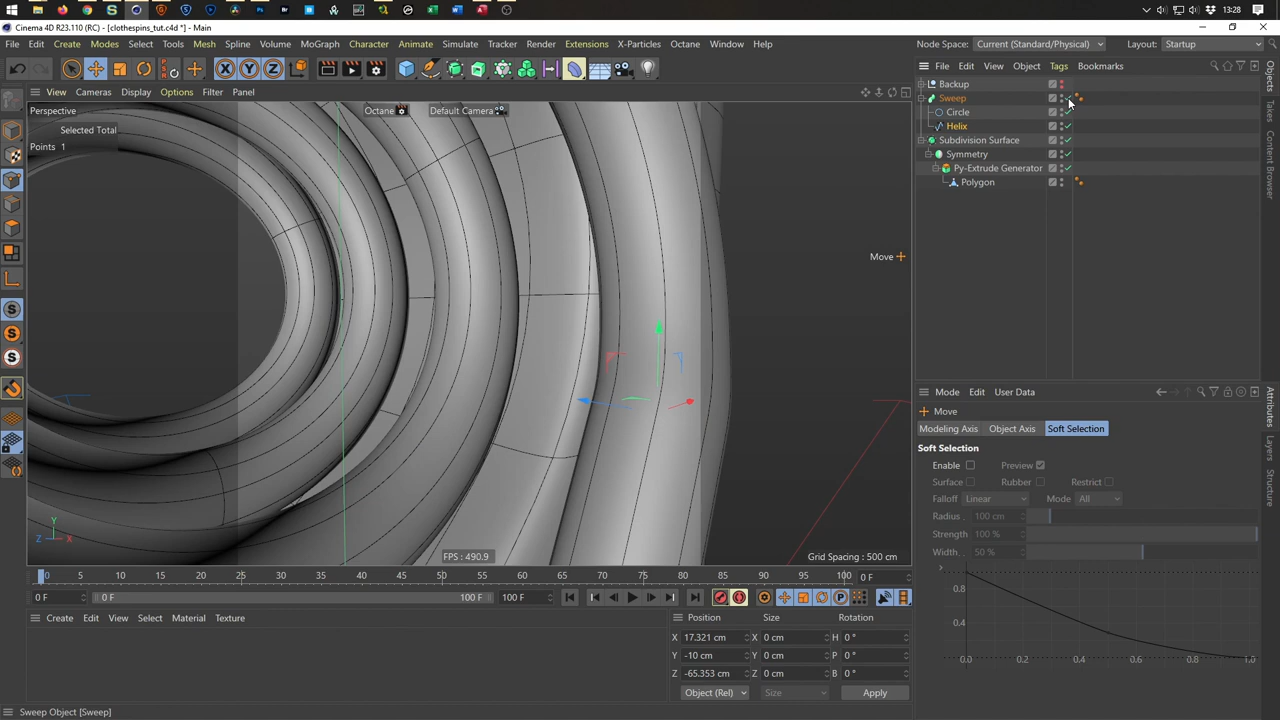 13:28
Cinema 4D R23.110 (RC) - [clothespins_tut.c4d *] - Main
File Edit Create Modes Select Tools Mesh Spline Volume MoGraph Character Animate Simulate Tracker Render Extensions X-Particles Octane Window Help
Node Space: Current (Standard/Physical) Layout: Startup
X Y Z
File Edit View Object Tags Bookmarks
View Cameras Display Options Filter Panel
Perspective Octane Default Camera
Selected Total
Points 1
Move
Y
Z X
FPS : 490.9
Grid Spacing : 500 cm
Backup
Sweep
Circle
Helix
Subdivision Surface
Symmetry
Py-Extrude Generator
Polygon
Objects
Takes
Content Browser
Mode Edit User Data
Move
Modeling Axis Object Axis Soft Selection
Soft Selection
Enable Preview
Surface Rubber Restrict
Falloff Linear Mode All
Radius . 100 cm
Strength 100 %
Width . . 50 %
0.8
0.4
0.0 0.2 0.4 0.6 0.8 1.0
Attributes
Layers
Structure
0 5 10 15 20 25 30 35 40 45 50 55 60 65 70 75 80 85 90 95 100 0 F
0 F 0 F 100 F 100 F
Create Edit View Select Material Texture
Position Size Rotation
X 17.321 cm X 0 cm H 0 °
Y -10 cm Y 0 cm P 0 °
Z -65.353 cm Z 0 cm B 0 °
Object (Rel) Size Apply
Sweep Object [Sweep]